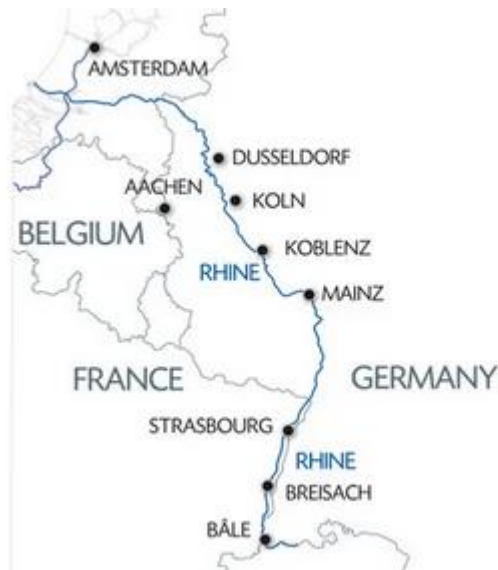 AMSTERDAM
DUSSELDORF
AACHEN
KOLN
BELGIUM
KOBLENZ
RHINE
MAINZ
FRANCE
GERMANY
STRASBOURG
RHINE
BREISACH
BÂLE